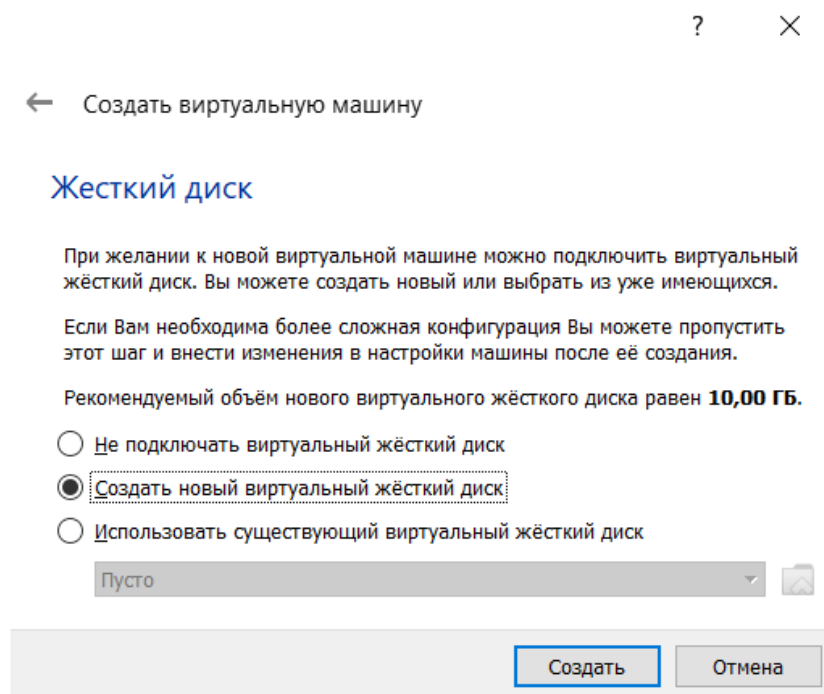 ?
Создать виртуальную машину
Жесткий диск
При желании к новой виртуальной машине можно подключить виртуальный
жёсткий диск. Вы можете создать новый или выбрать из уже имеющихся.
Если Вам необходима более сложная конфигурация Вы можете пропустить
этот шаг и внести изменения в настройки машины после её создания.
Рекомендуемый объём нового виртуального жёсткого диска равен 10,00 ГБ.
Не подключать виртуальный жёсткий диск
Создать новый виртуальный жёсткий диск
Использовать существующий виртуальный жёсткий диск
Пусто
Создать
Отмена